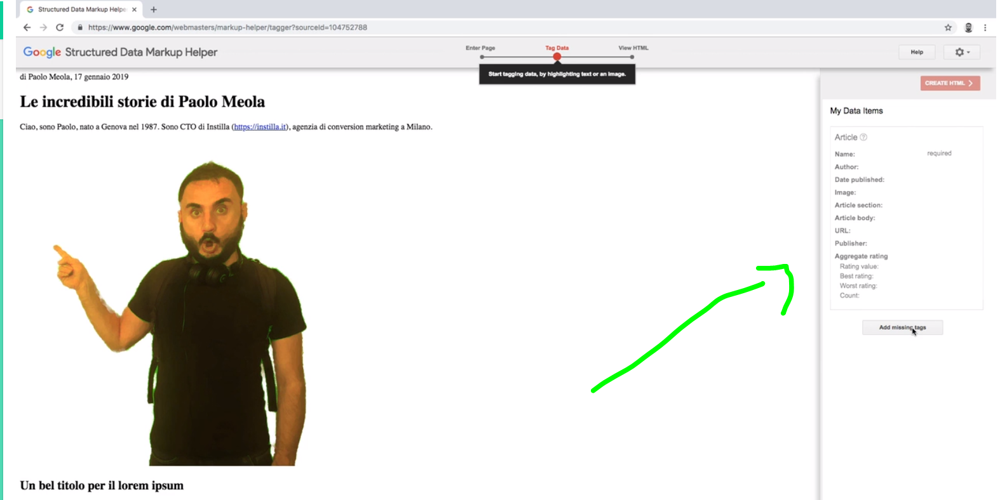 Structured Data Markup Helpe
https://www.google.com/webmasters/markup-helper/tagger?sourceId=104752788
Google Structured Data Markup Helper
Enter Page
Tag Data
View HTML
Help
Start tagging data, by highlighting text or an image.
di Paolo Meola, 17 gennaio 2019
CREATE HTML
Le incredibili storie di Paolo Meola
Ciao, sono Paolo, nato a Genova nel 1987. Sono CTO di Instilla (https://instilla.it), agenzia di conversion marketing a Milano.
Un bel titolo per il lorem ipsum
My Data Items
Article ?
Name: required
Author:
Date published:
Image:
Article section:
Article body:
URL:
Publisher:
Aggregate rating
Rating value:
Best rating:
Worst rating:
Count:
Add missing tags